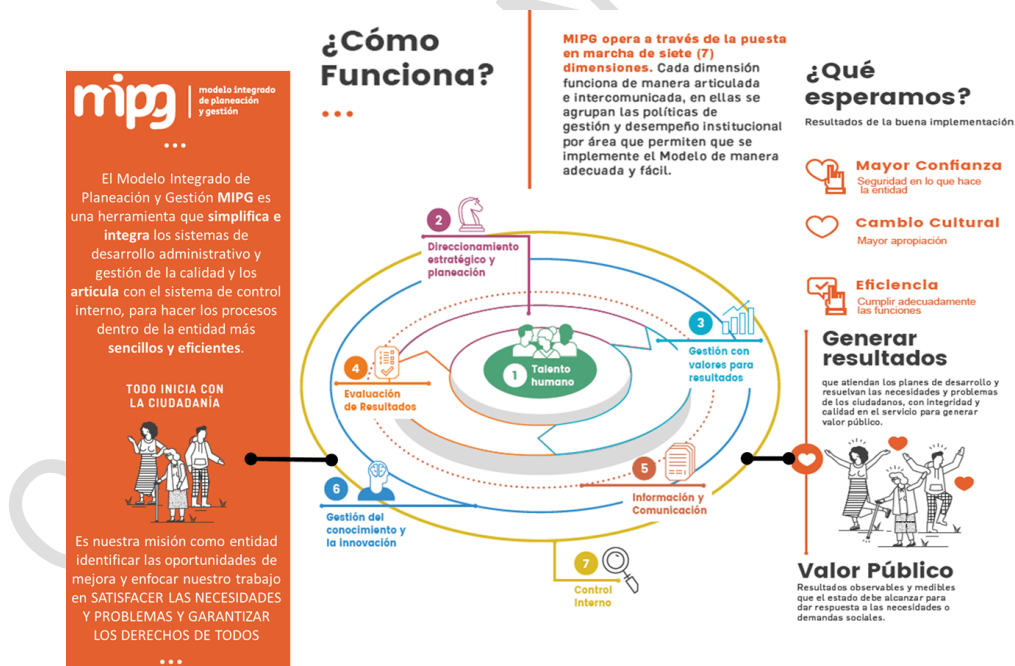 mipg
modelo integrado
de planeación
y gestión
El Modelo Integrado de
Planeación y Gestión MIPG es
una herramienta que simplifica e
integra los sistemas de
desarrollo administrativo y
gestión de la calidad y los
articula con el sistema de control
interno, para hacer los procesos
dentro de la entidad más
sencillos y eficientes.
TODO INICIA CON
LA CIUDADANÍA
Es nuestra misión como entidad
identificar las oportunidades de
mejora y enfocar nuestro trabajo
en SATISFACER LAS NECESIDADES
Y PROBLEMAS Y GARANTIZAR
LOS DERECHOS DE TODOS
¿Cómo
Funciona?
MIPG opera a través de la puesta
en marcha de siete (7)
dimensiones. Cada dimensión
funciona de manera articulada
e intercomunicada, en ellas se
agrupan las políticas de
gestión y desempeño institucional
por área que permiten que se
implemente el Modelo de manera
adecuada y fácil.
1
Talento
humano
2
Direccionamiento
estratégico y
planeación
3
Gestión con
valores para
resultados
4
Evaluación
de Resultados
5
Información y
Comunicación
6
Gestión del
conocimiento y
la innovación
7
Control
Interno
¿Qué
esperamos?
Resultados de la buena implementación
Mayor Confianza
Seguridad en lo que hace
la entidad
Cambio Cultural
Mayor apropiación
Eficiencia
Cumplir adecuadamente
las funciones
Generar
resultados
que atiendan los planes de desarrollo y
resuelvan las necesidades y problemas
de los ciudadanos, con integridad y
calidad en el servicio para generar
valor público.
Valor Público
Resultados observables y medibles
que el estado debe alcanzar para
dar respuesta a las necesidades o
demandas sociales.